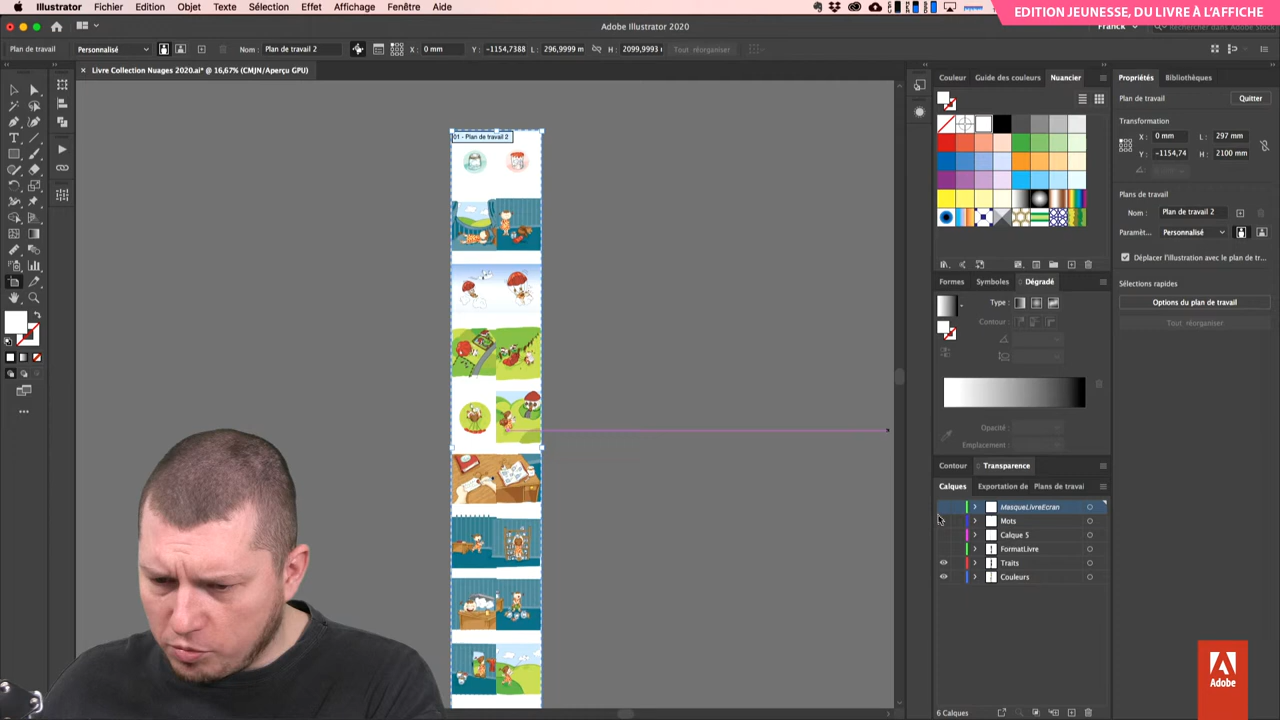 Illustrator Fichier Edition Objet Texte Sélection Effet Affichage Fenêtre Aide
EDITION JEUNESSE, DU LIVRE À L'AFFICHE
Adobe Illustrator 2020
Franck
Plan de travail Personnalisé Nom : Plan de travail 2 X : 0 mm Y : -1154,7388 L : 296,9999 m H : 2099,9993 Tout réorganiser
× Livre Collection Nuages 2020.ai* @ 16,67% (CMJN/Aperçu GPU)
Couleur Guide des couleurs Nuancier
Propriétés Bibliothèques
Plan de travail Quitter
Transformation
X : 0 mm L : 297 mm
Y : -1154,74 H : 2100 mm
Plans de travail
Nom : Plan de travail 2
Paramèt... Personnalisé
Déplacer l'illustration avec le plan de tr...
Sélections rapides
Options du plan de travail
Tout réorganiser
01 - Plan de travail 2
Formes Symboles Dégradé
Type :
Contour :
Opacité :
Emplacement :
Contour Transparence
Calques Exportation de Plans de travai
MasqueLivreEcran
Mots
Calque 5
FormatLivre
Traits
Couleurs
6 Calques
Adobe